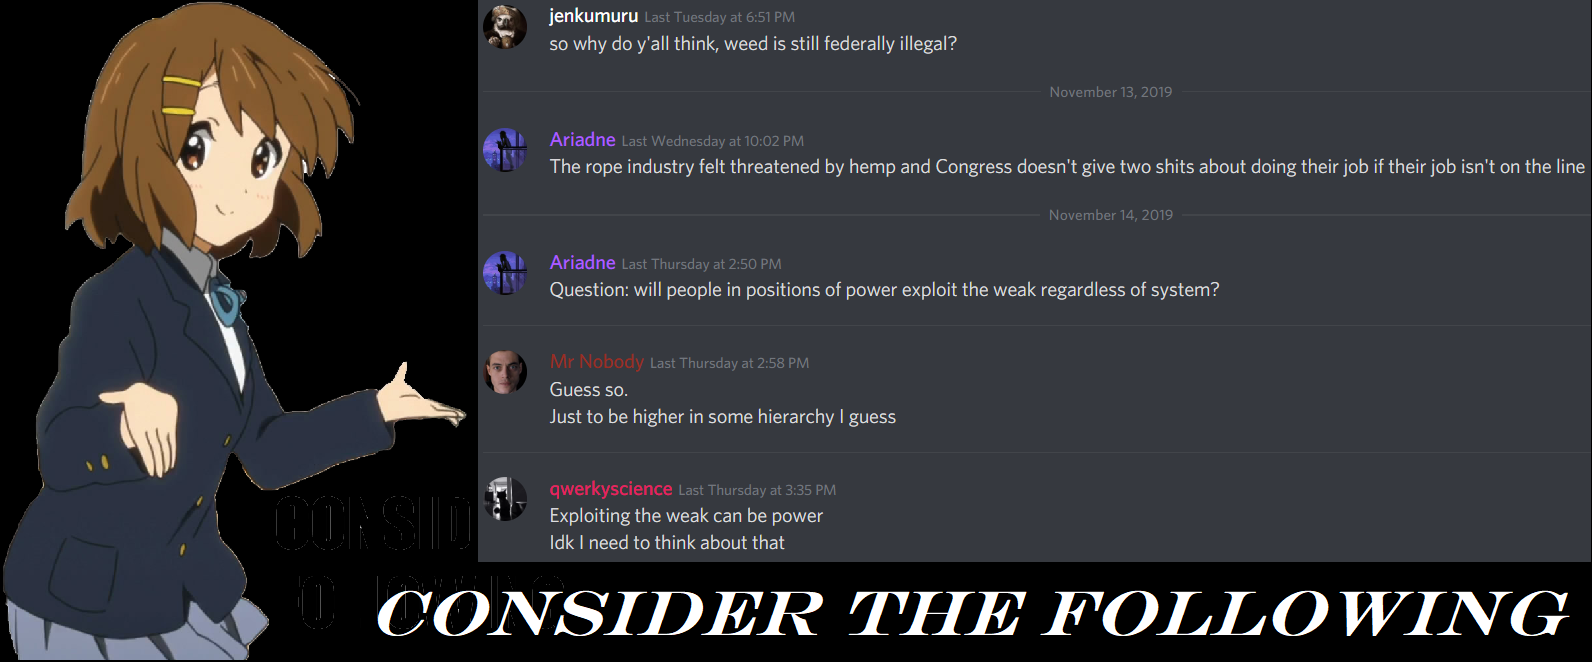 jenkumuru Last Tuesday at 6:51 PM
so why do y'all think, weed is still federally illegal?
November 13, 2019
Ariadne Last Wednesday at 10:02 PM
The rope industry felt threatened by hemp and Congress doesn't give two shits about doing their job if their job isn't on the line
November 14, 2019
Ariadne Last Thursday at 2:50 PM
Question: will people in positions of power exploit the weak regardless of system?
Mr Nobody Last Thursday at 2:58 PM
Guess so.
Just to be higher in some hierarchy I guess
qwerkyscience Last Thursday at 3:35 PM
Exploiting the weak can be power
Idk I need to think about that
CONSIDER THE FOLLOWING